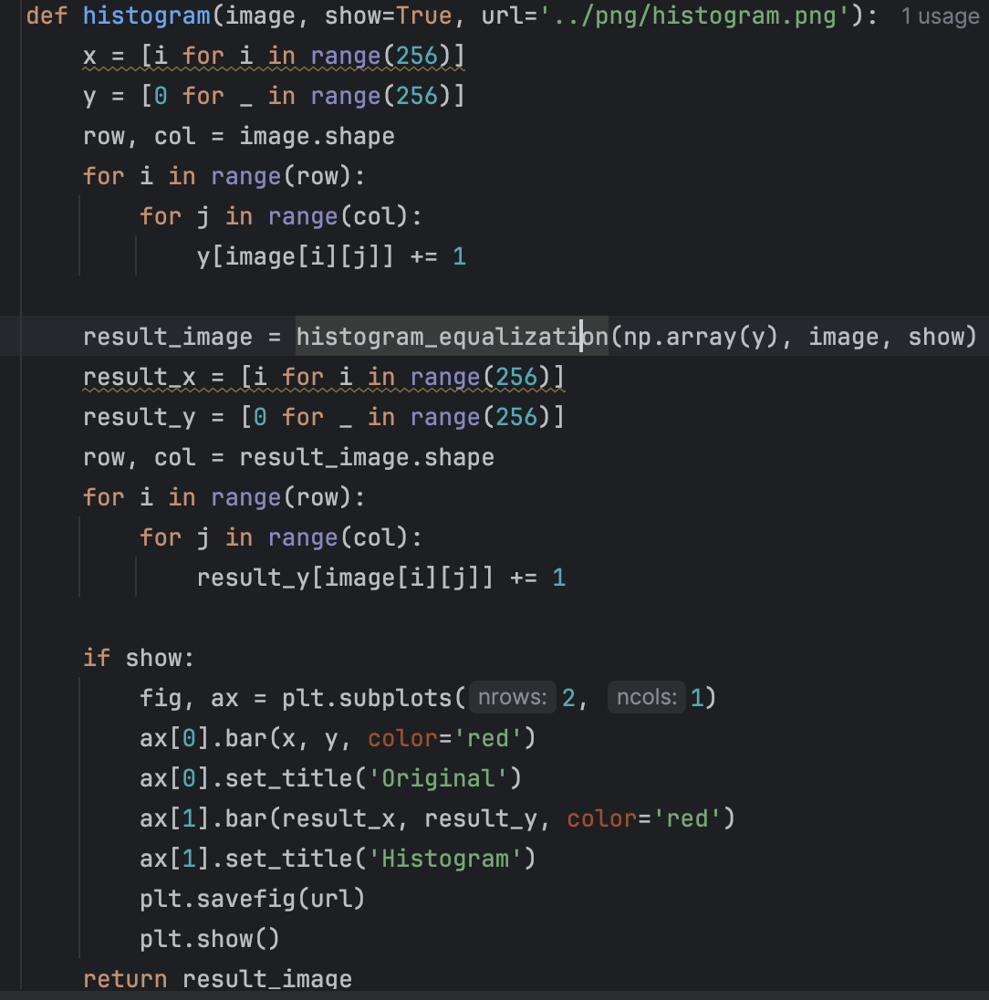 def histogram(image, show=True, url='../png/histogram.png'): 1 usage
    x = [i for i in range(256)]
    y = [0 for _ in range(256)]
    row, col = image.shape
    for i in range(row):
        for j in range(col):
            y[image[i][j]] += 1

    result_image = histogram_equalization(np.array(y), image, show)
    result_x = [i for i in range(256)]
    result_y = [0 for _ in range(256)]
    row, col = result_image.shape
    for i in range(row):
        for j in range(col):
            result_y[image[i][j]] += 1

    if show:
        fig, ax = plt.subplots( nrows: 2, ncols: 1)
        ax[0].bar(x, y, color='red')
        ax[0].set_title('Original')
        ax[1].bar(result_x, result_y, color='red')
        ax[1].set_title('Histogram')
        plt.savefig(url)
        plt.show()
    return result_image